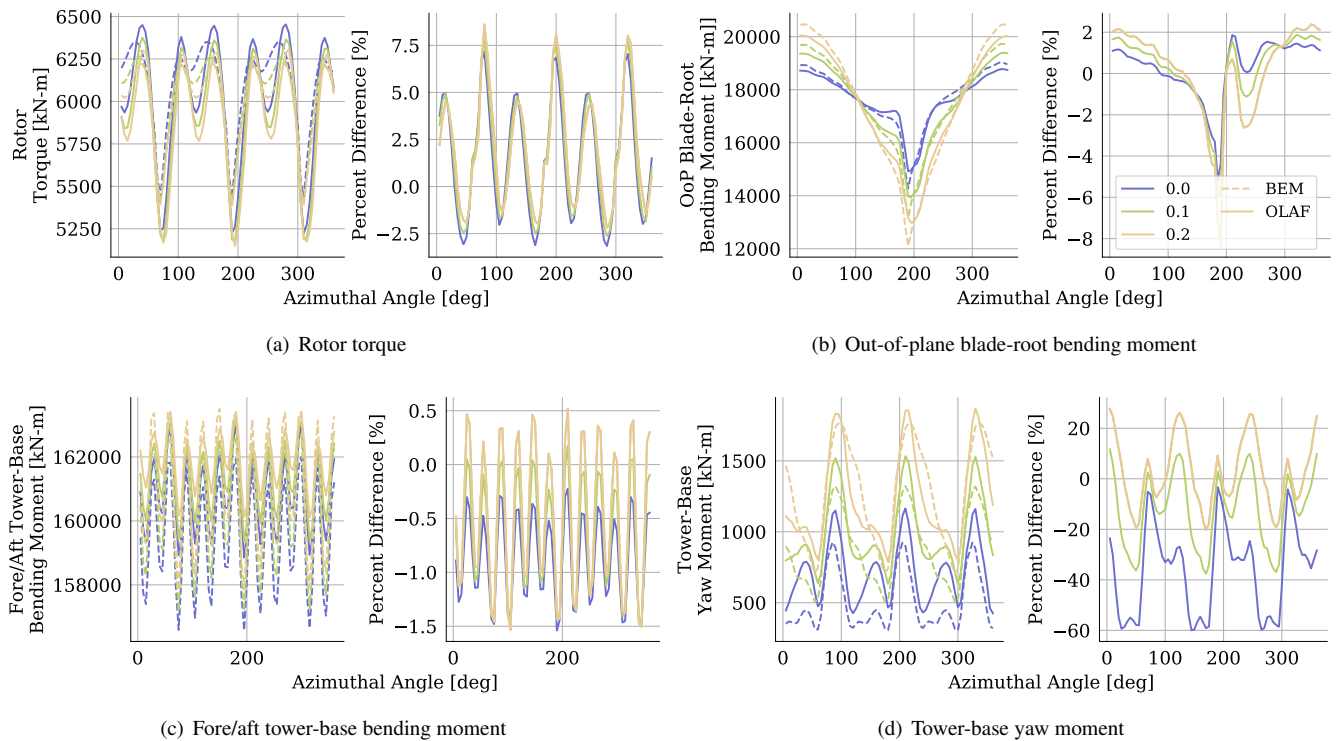 6500
6250
6000
5750
5500
5250
Rotor
Torque [kN-m]
0 100 200 300
7.5
5.0
2.5
0.0
−2.5
Percent Difference [%]
0 100 200 300
Azimuthal Angle [deg]
(a) Rotor torque
20000
18000
16000
14000
12000
OoP Blade-Root
Bending Moment [kN-m]]
0 100 200 300
2
0
−2
−4
−6
−8
Percent Difference [%]
0.0
0.1
0.2
BEM
OLAF
0 100 200 300
Azimuthal Angle [deg]
(b) Out-of-plane blade-root bending moment
162000
160000
158000
Fore/Aft Tower-Base
Bending Moment [kN-m]
0 200
0.5
0.0
−0.5
−1.0
−1.5
Percent Difference [%]
0 200
Azimuthal Angle [deg]
(c) Fore/aft tower-base bending moment
1500
1000
500
Tower-Base
Yaw Moment [kN-m]
0 100 200 300
20
0
−20
−40
−60
Percent Difference [%]
0 100 200 300
Azimuthal Angle [deg]
(d) Tower-base yaw moment